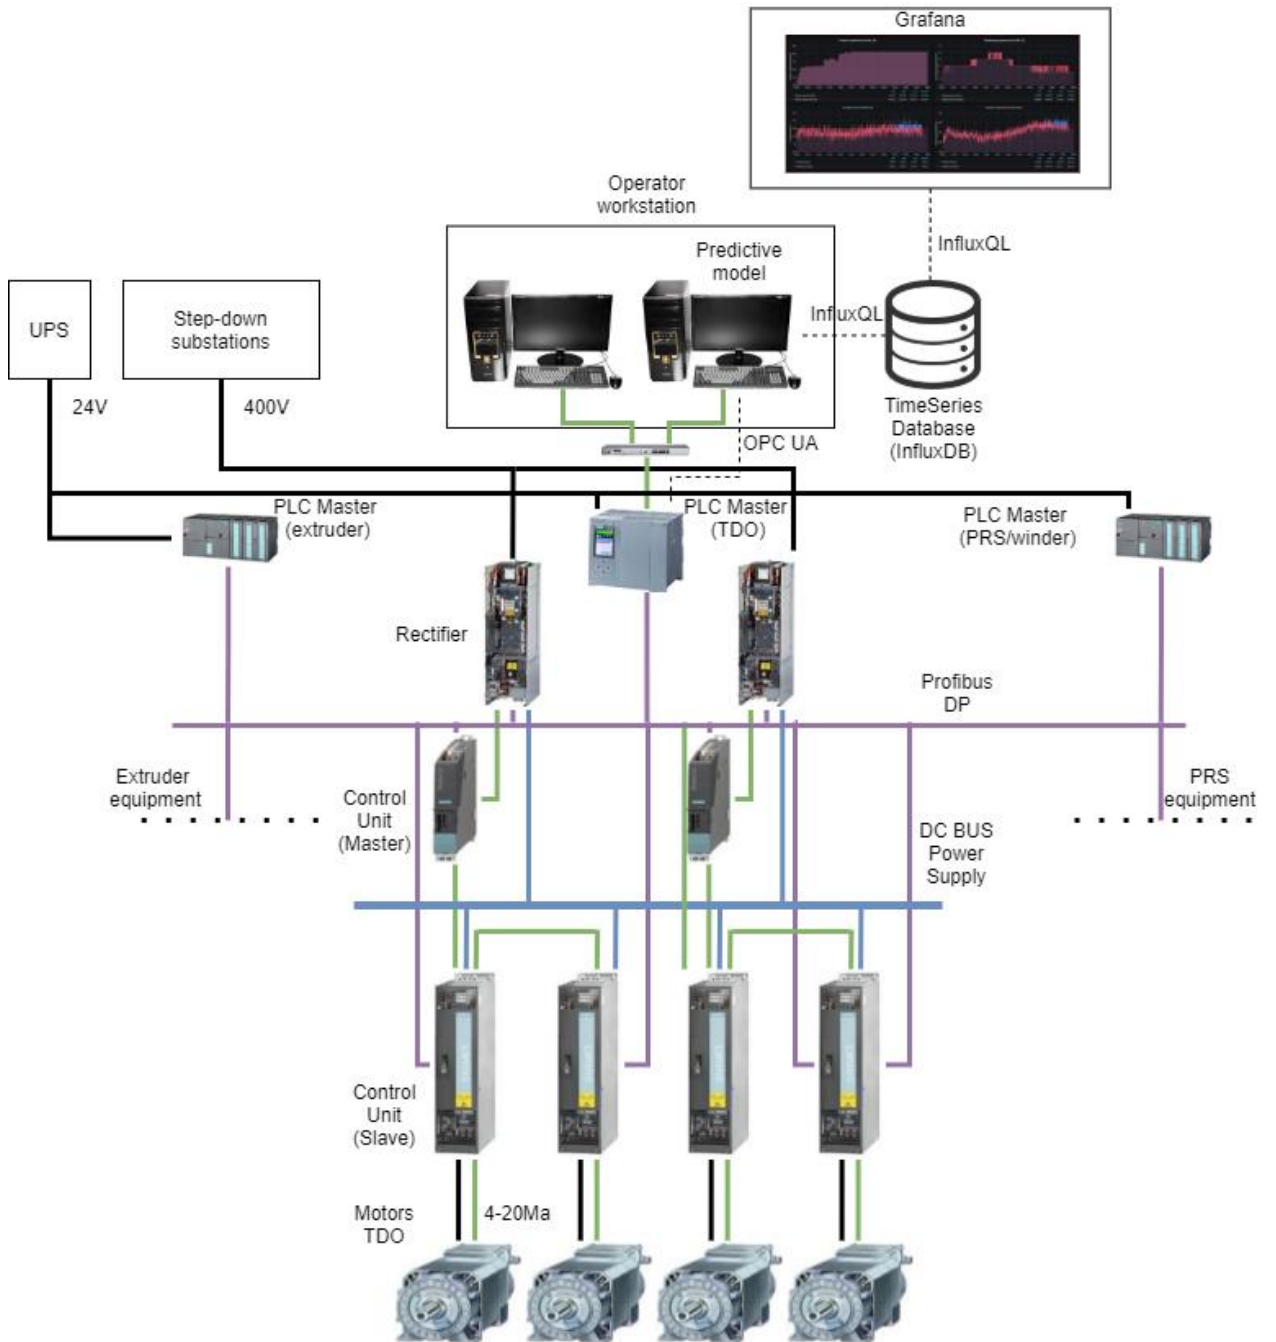 Grafana
InfluxQL
Operator
workstation
Predictive
model
InfluxQL
UPS
Step-down
substations
24V
400V
TimeSeries
Database
(InfluxDB)
OPC UA
PLC Master
(extruder)
PLC Master
(TDO)
PLC Master
(PRS/winder)
Rectifier
Profibus
DP
Extruder
equipment
Control
Unit
(Master)
PRS
equipment
DC BUS
Power
Supply
Control
Unit
(Slave)
Motors
TDO
4-20Ma